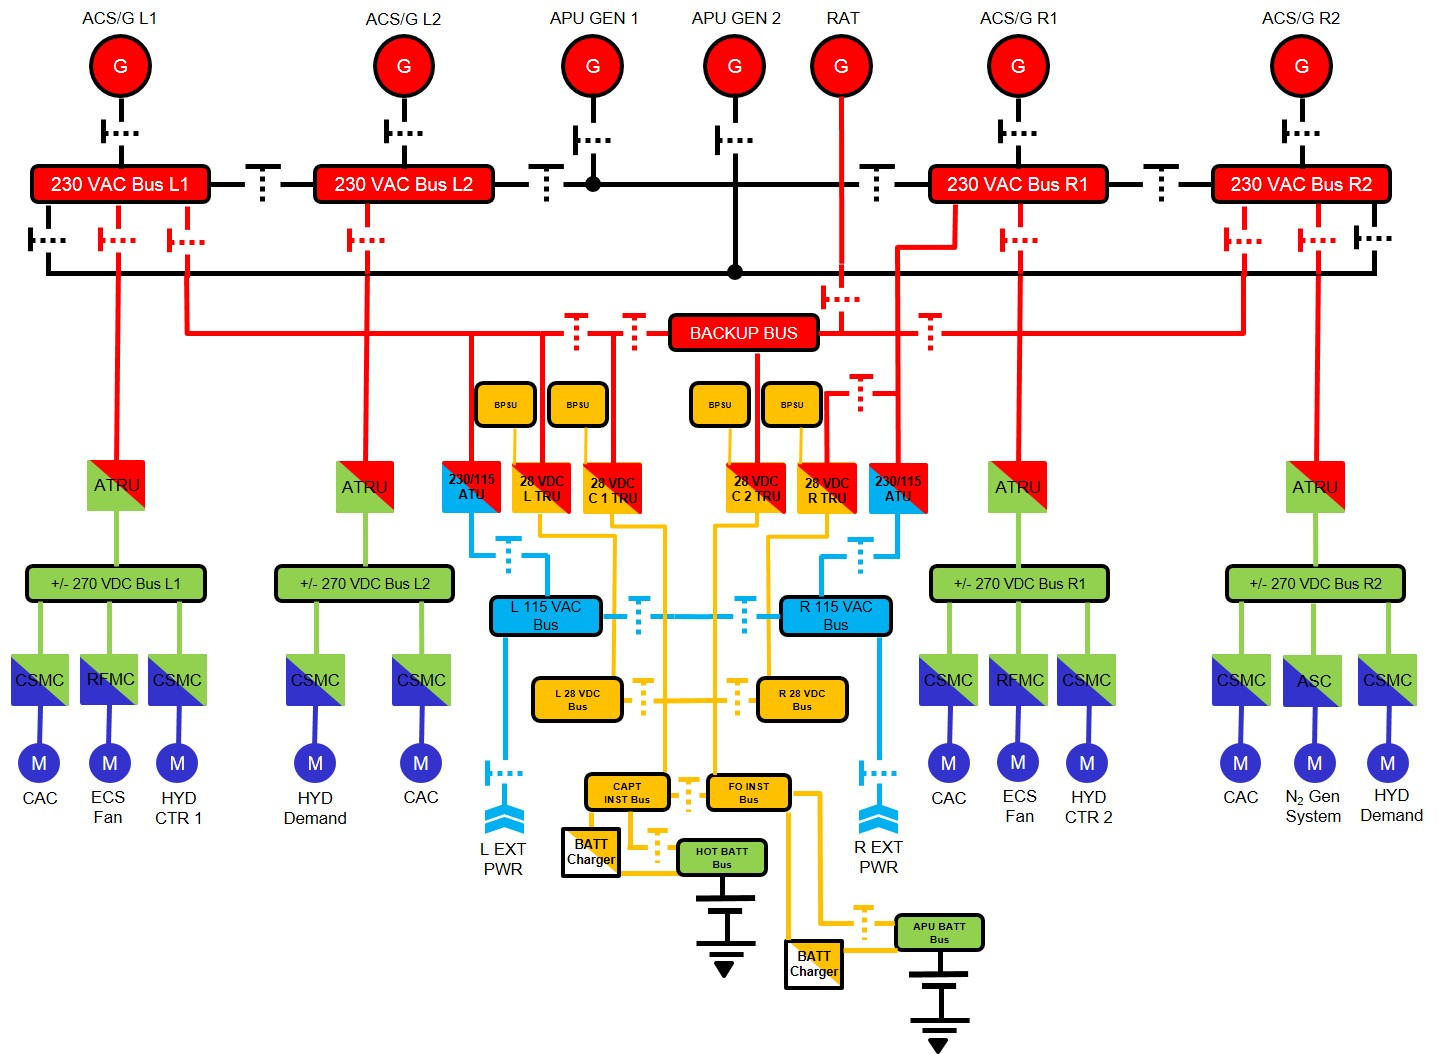 ACS/G L1
ACS/G L2
APU GEN 1
APU GEN 2
RAT
ACS/G R1
ACS/G R2
G
G
G
G
G
G
G
230 VAC Bus L1
230 VAC Bus L2
230 VAC Bus R1
230 VAC Bus R2
BACKUP BUS
BPSU
BPSU
BPSU
BPSU
ATRU
ATRU
230/115
ATU
28 VDC
L TRU
28 VDC
C 1 TRU
28 VDC
C 2 TRU
28 VDC
R TRU
230/115
ATU
ATRU
ATRU
+/- 270 VDC Bus L1
+/- 270 VDC Bus L2
+/- 270 VDC Bus R1
+/- 270 VDC Bus R2
L 115 VAC
Bus
R 115 VAC
Bus
CSMC
RFMC
CSMC
CSMC
CSMC
L 28 VDC
Bus
R 28 VDC
Bus
CSMC
RFMC
CSMC
CSMC
ASC
CSMC
M
M
M
M
M
M
M
M
M
M
M
CAC
ECS
Fan
HYD
CTR 1
HYD
Demand
CAC
CAPT
INST Bus
FO INST
Bus
CAC
ECS
Fan
HYD
CTR 2
CAC
N₂ Gen
System
HYD
Demand
L EXT
PWR
BATT
Charger
HOT BATT
Bus
R EXT
PWR
APU BATT
Bus
BATT
Charger